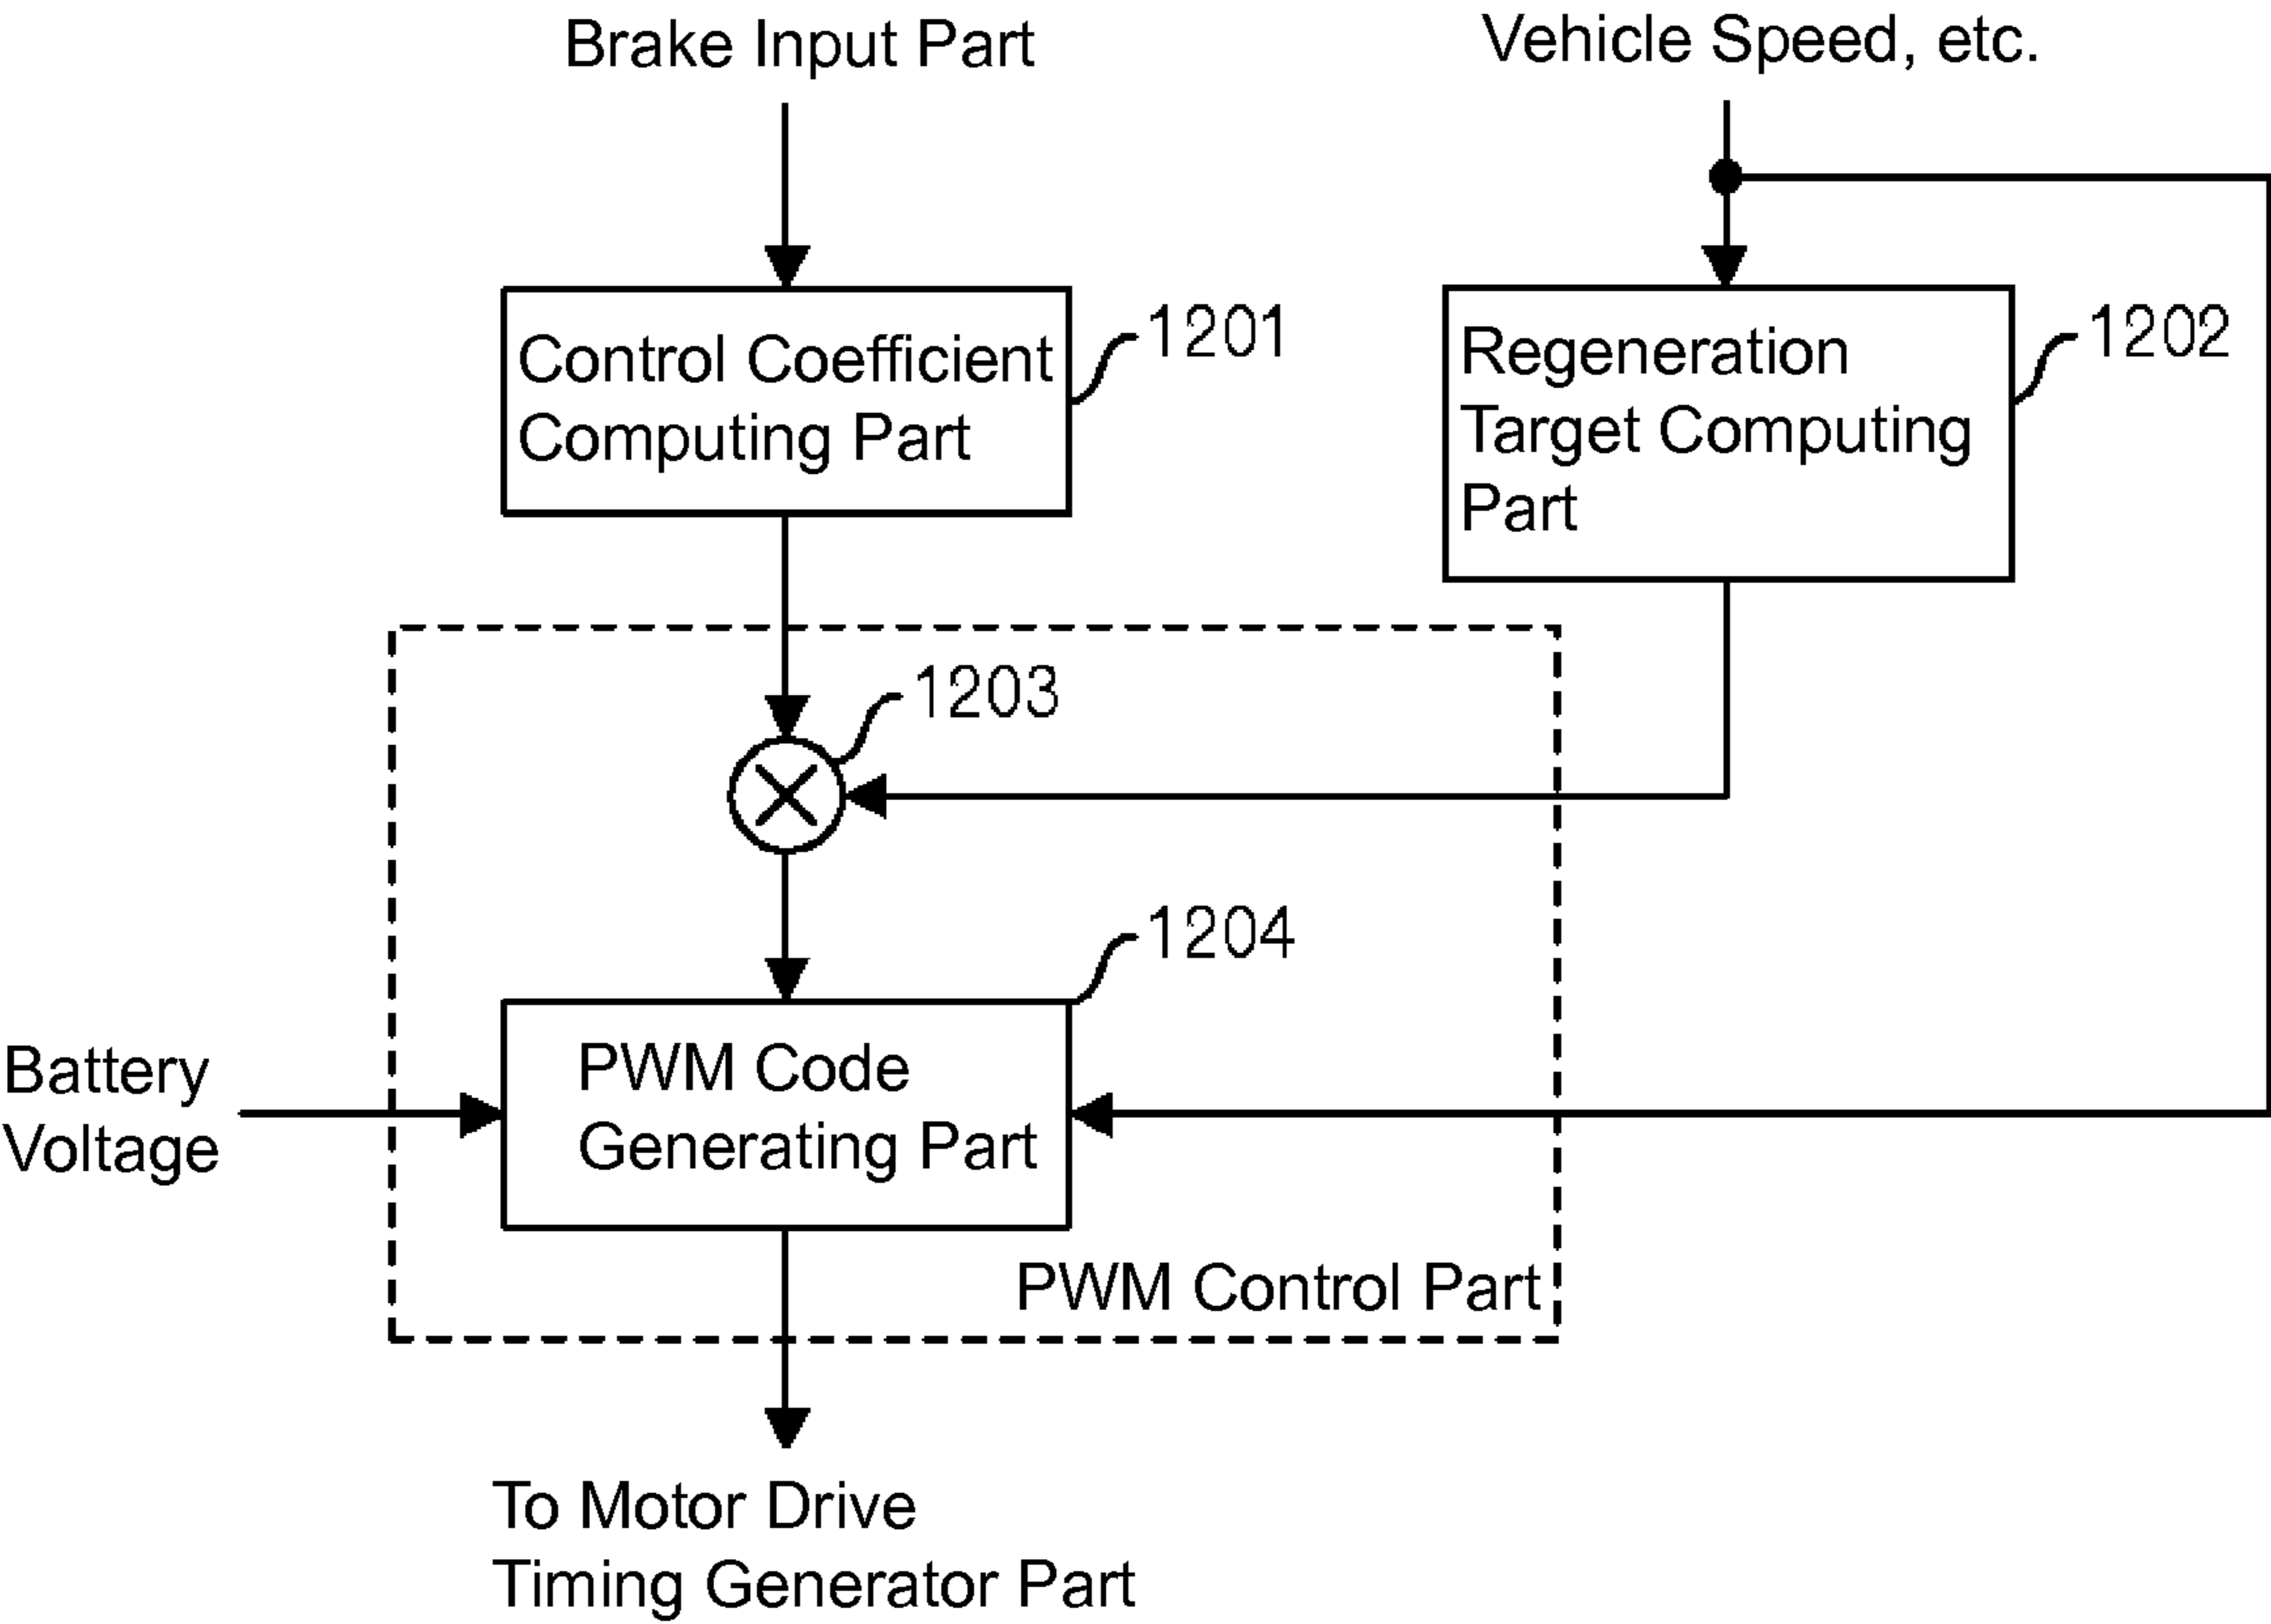 Brake Input Part
Vehicle Speed, etc.
Control Coefficient
Computing Part
1201
Regeneration
Target Computing
Part
1202
1203
1204
PWM Code
Generating Part
Battery
Voltage
PWM Control Part
To Motor Drive
Timing Generator Part